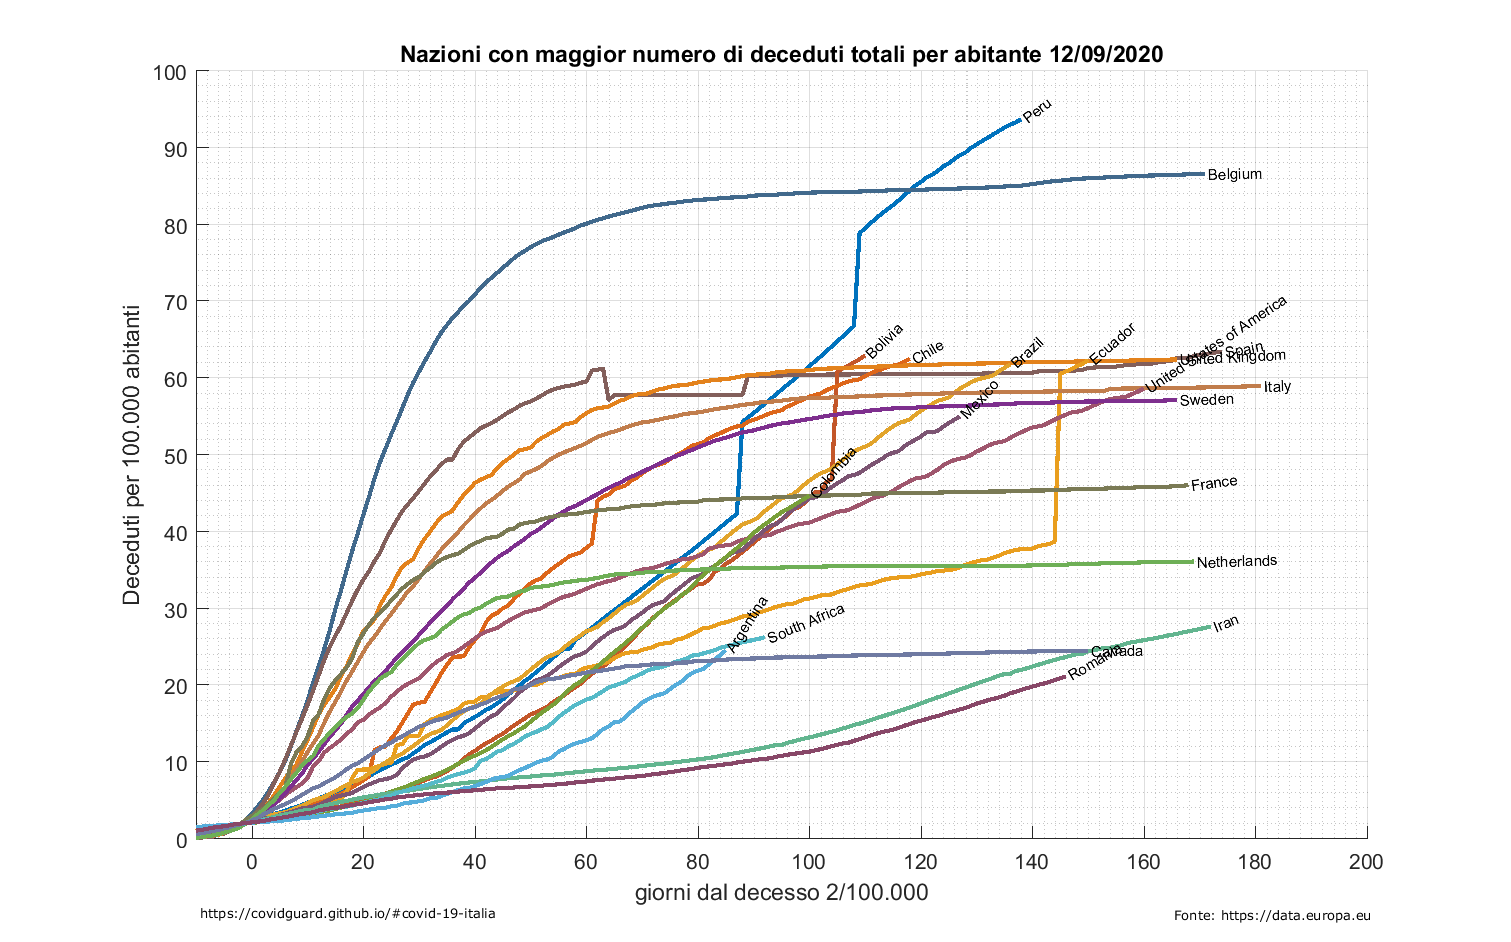 Nazioni con maggior numero di deceduti totali per abitante 12/09/2020
100
90
80
70
60
50
40
30
20
10
0
Deceduti per 100.000 abitanti
Peru
Belgium
Bolivia
Chile
Brazil
Ecuador
United States of America
Spain
United Kingdom
Italy
Mexico
Sweden
Colombia
France
Netherlands
Argentina
South Africa
Iran
Canada
Romania
0 20 40 60 80 100 120 140 160 180 200
giorni dal decesso 2/100.000
https://covidguard.github.io/#covid-19-italia
Fonte: https://data.europa.eu